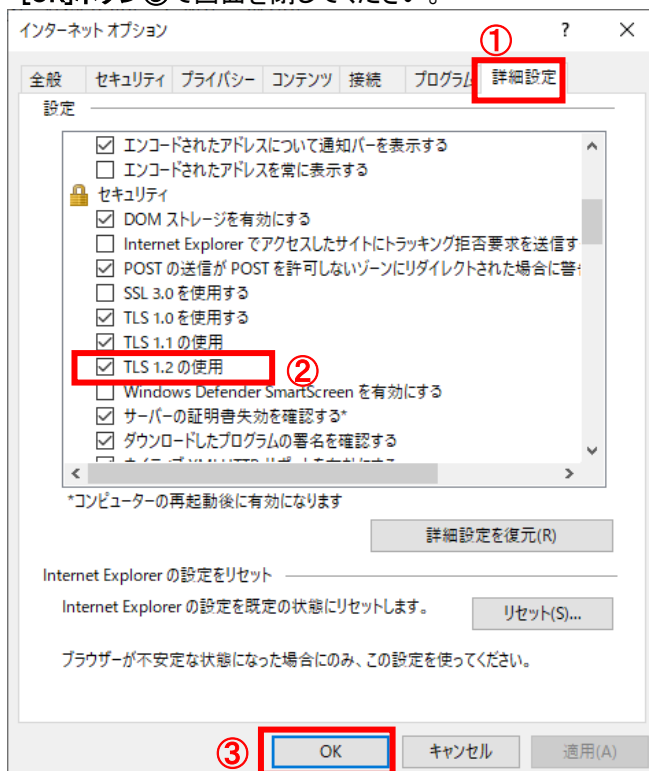 [OK]ボタン③で画面を閉じてください。
インターネット オプション ? ×
①
全般 セキュリティ プライバシー コンテンツ 接続 プログラム 詳細設定
設定
エンコードされたアドレスについて通知バーを表示する
エンコードされたアドレスを常に表示する
セキュリティ
DOM ストレージを有効にする
Internet Explorer でアクセスしたサイトにトラッキング拒否要求を送信す
POST の送信が POST を許可しないゾーンにリダイレクトされた場合に警
SSL 3.0 を使用する
TLS 1.0 を使用する
TLS 1.1 の使用
TLS 1.2 の使用 ②
Windows Defender SmartScreen を有効にする
サーバーの証明書失効を確認する*
ダウンロードしたプログラムの署名を確認する
*コンピューターの再起動後に有効になります
詳細設定を復元(R)
Internet Explorer の設定をリセット
Internet Explorer の設定を既定の状態にリセットします。
リセット(S)...
ブラウザーが不安定な状態になった場合にのみ、この設定を使ってください。
③ OK キャンセル 適用(A)